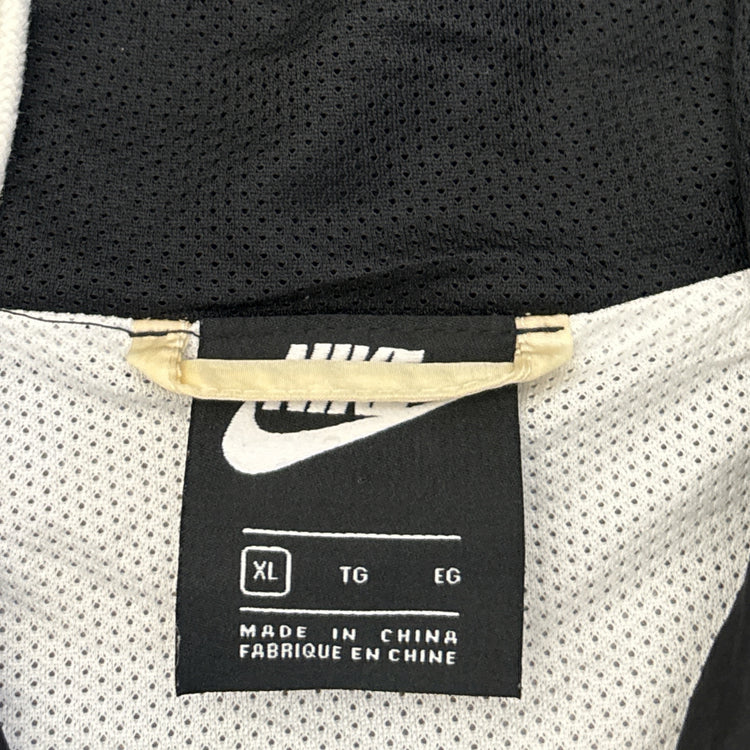 NIKE
XL TG EG
MADE IN CHINA
FABRIQUE EN CHINE